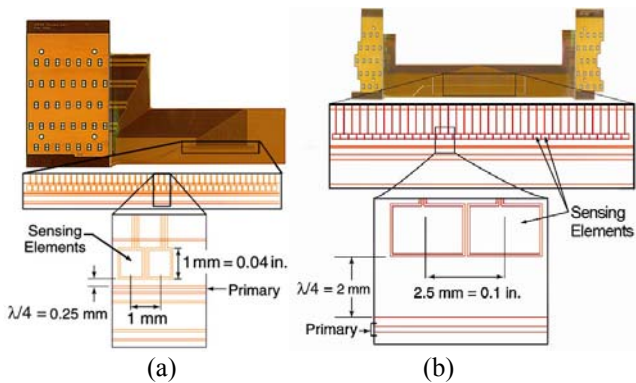 Sensing
Elements
1 mm = 0.04 in.
Primary
λ/4 = 0.25 mm
1 mm
(a)
(b)
Sensing
Elements
λ/4 = 2 mm
2.5 mm = 0.1 in.
Primary